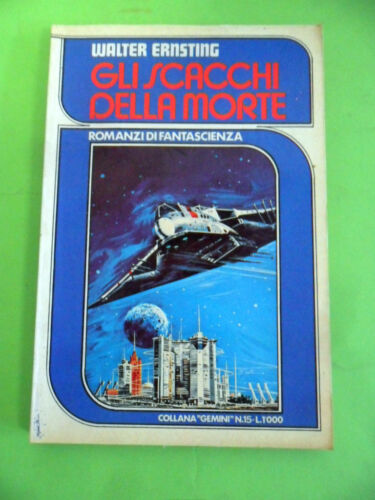 WALTER ERNSTING
GLI SCACCHI
DELLA MORTE
ROMANZI DI FANTASCIENZA
COLLANA "GEMINI" N.15-L.1000